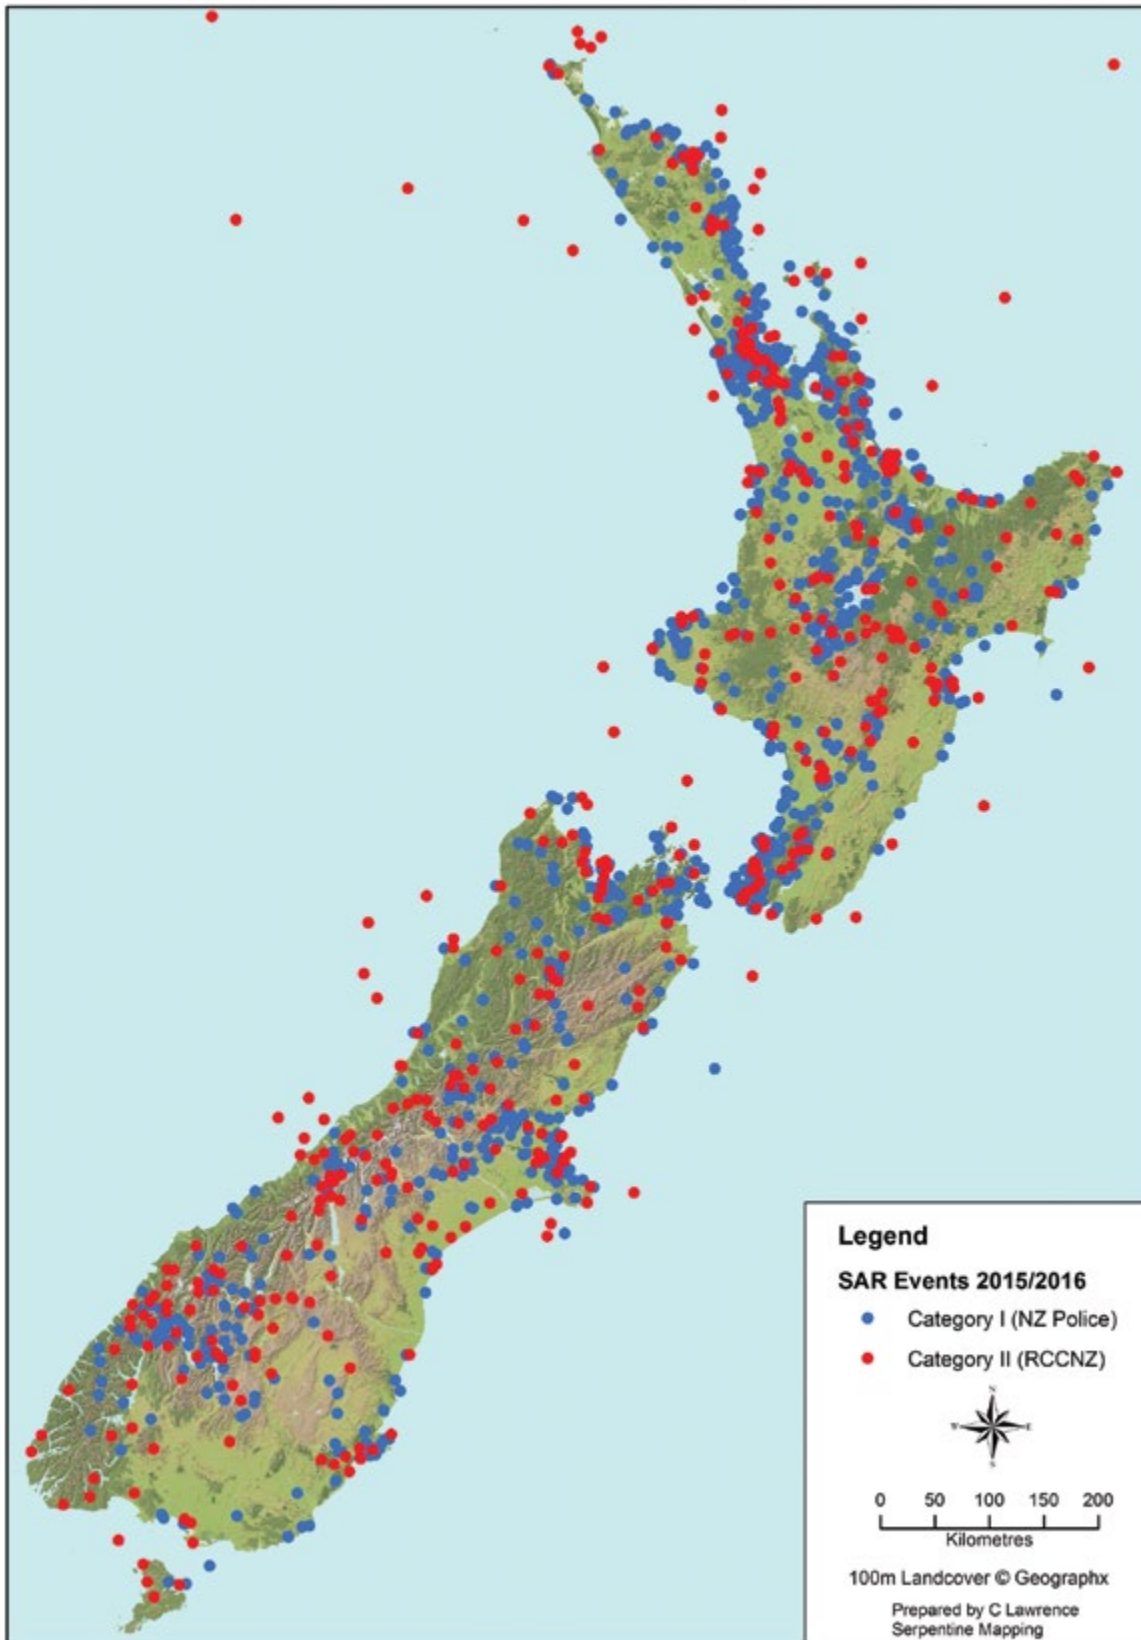 Legend
SAR Events 2015/2016
Category I (NZ Police)
Category II (RCCNZ)
N
W E
S
0 50 100 150 200
Kilometres
100m Landcover © Geographx
Prepared by C Lawrence
Serpentine Mapping